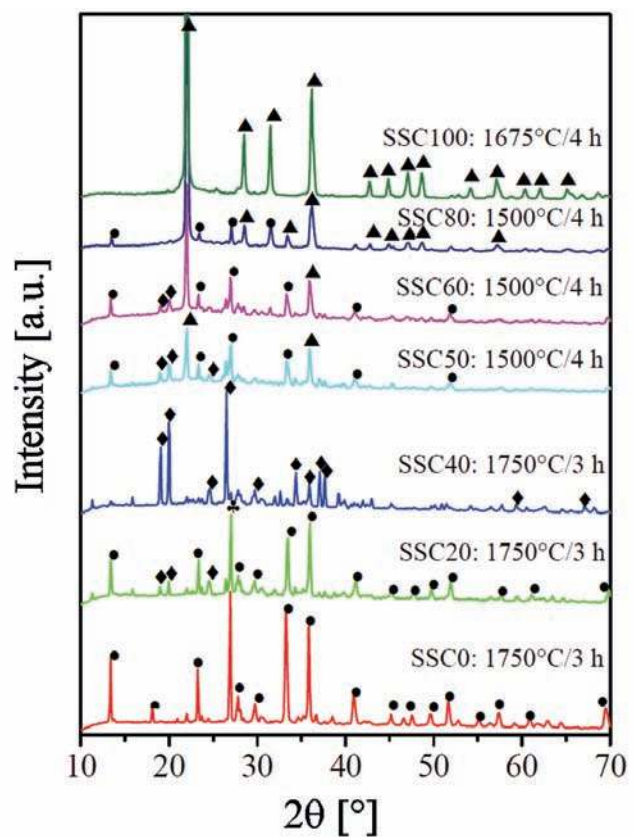 SSC100: 1675°C/4 h
SSC80: 1500°C/4 h
SSC60: 1500°C/4 h
SSC50: 1500°C/4 h
SSC40: 1750°C/3 h
SSC20: 1750°C/3 h
SSC0: 1750°C/3 h
Intensity [a.u.]
10 20 30 40 50 60 70
2θ [°]